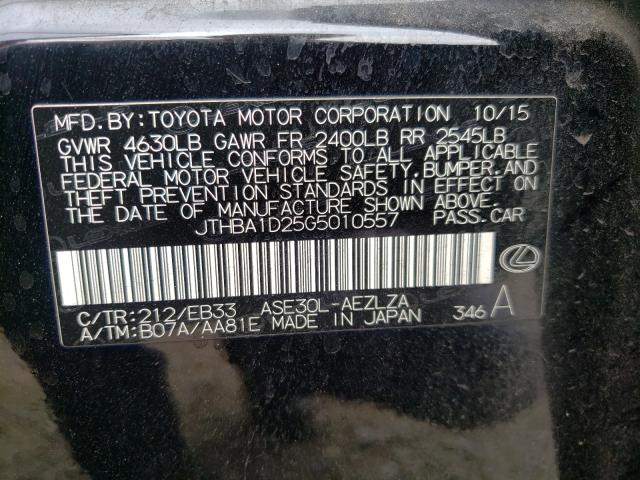 MFD.BY:TOYOTA MOTOR CORPORATION 10/15
GVWR 4630LB GAWR FR 2400LB RR 2545LB
THIS VEHICLE CONFORMS TO ALL APPLICABLE
FEDERAL MOTOR VEHICLE SAFETY,BUMPER,AND
THEFT PREVENTION STANDARDS IN EFFECT ON
THE DATE OF MANUFACTURE SHOWN ABOVE.
JTHBA1D25G5010557 PASS.CAR
C/TR:212/EB33 ASE30L-AEZLZA
A/TM:B07A/AA81E MADE IN JAPAN 346 A